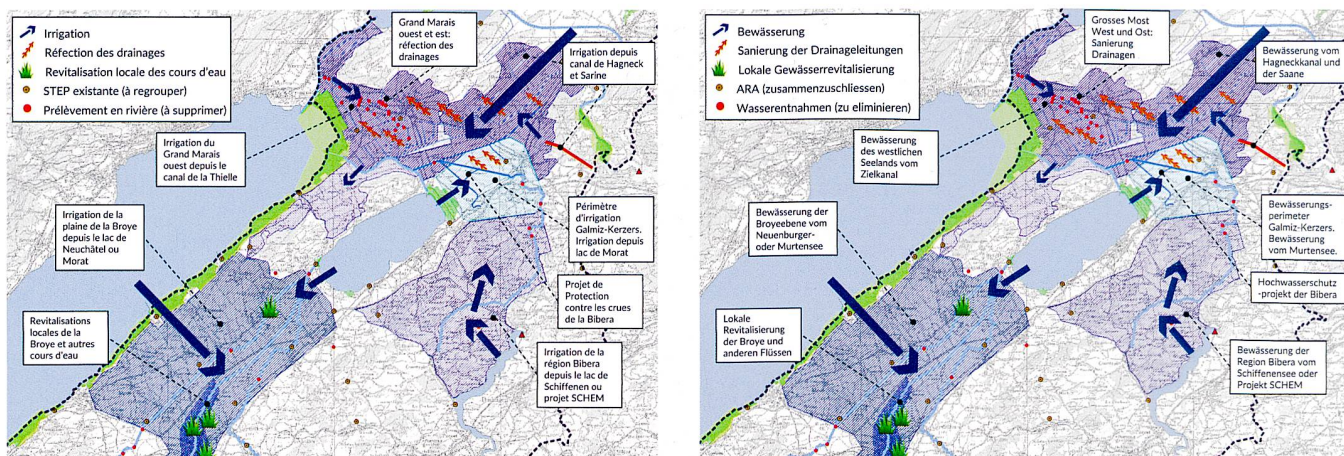 Irrigation
Réfection des drainages
Revitalisation locale des cours d'eau
STEP existante (à regrouper)
Prélèvement en rivière (à supprimer)
Grand Marais
ouest et est:
réfection des
drainages
Irrigation depuis
canal de Hagneck
et Sarine
Irrigation du
Grand Marais
ouest depuis le
canal de la Thielle
Irrigation de la
plaine de la Broye
depuis le lac de
Neuchâtel ou
Morat
Périmètre
d'irrigation
Galmiz-Kerzers.
Irrigation depuis
lac de Morat
Projet de
Protection
contre les crues
de la Bibera
Revitalisations
locales de la
Broye et autres
cours d'eau
Irrigation de la
région Bibera
depuis le lac de
Schiffenen ou
projet SCHEM
Bewässerung
Sanierung der Drainageleitungen
Lokale Gewässerrevitalisierung
ARA (zusammenzuschliessen)
Wasserentnahmen (zu eliminieren)
Grosses Most
West und Ost:
Sanierung
Drainagen
Bewässerung vom
Hagneckkanal und
der Saane
Bewässerung
des westlichen
Seelands vom
Zielkanal
Bewässerung der
Broyeebene vom
Neuenburger-
oder Murtensee
Bewässerungs-
perimeter
Galmiz-Kerzers.
Bewässerung
vom Murtensee.
Hochwasserschutz
-projekt der Bibera
Lokale
Revitalisierung
der Broye und
anderen Flüssen
Bewässerung der
Region Bibera vom
Schiffenensee oder
Projekt SCHEM